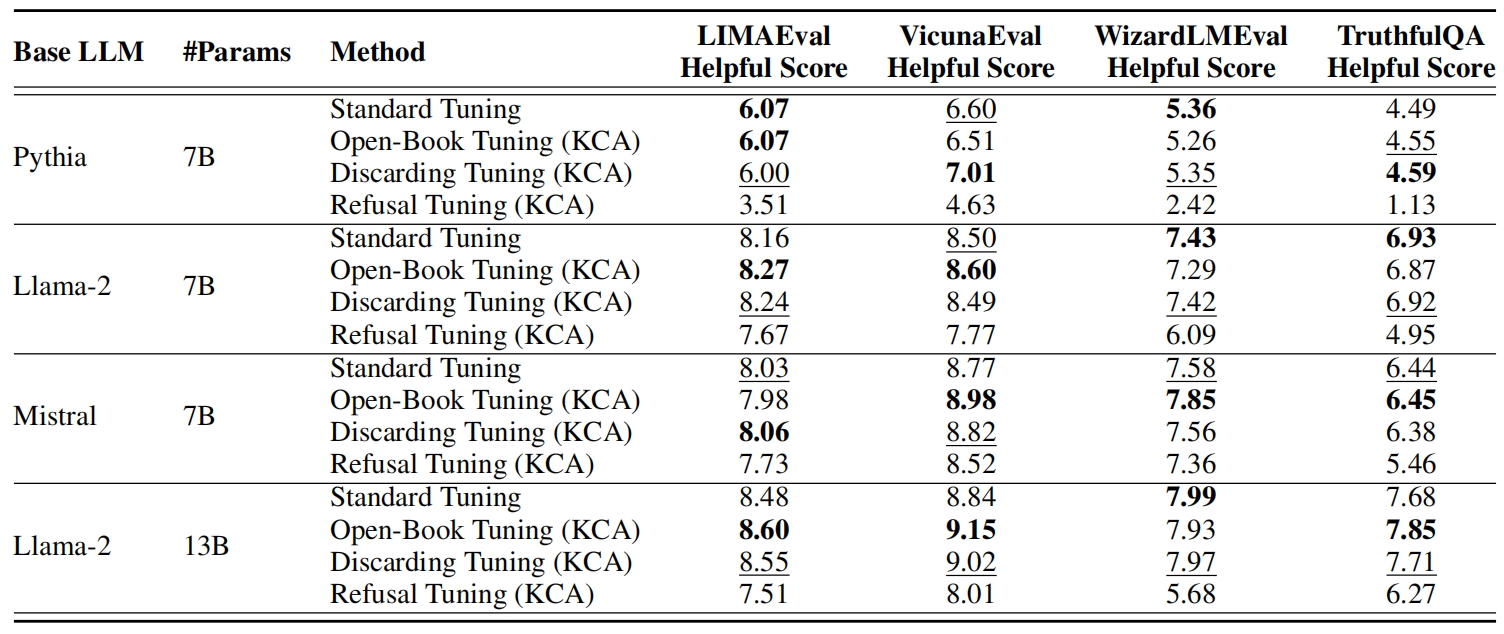 Base LLM #Params Method LIMAEval Helpful Score VicunaEval Helpful Score WizardLMEval Helpful Score TruthfulQA Helpful Score
Pythia 7B Standard Tuning 6.07 6.60 5.36 4.49
Open-Book Tuning (KCA) 6.07 6.51 5.26 4.55
Discarding Tuning (KCA) 6.00 7.01 5.35 4.59
Refusal Tuning (KCA) 3.51 4.63 2.42 1.13
Llama-2 7B Standard Tuning 8.16 8.50 7.43 6.93
Open-Book Tuning (KCA) 8.27 8.60 7.29 6.87
Discarding Tuning (KCA) 8.24 8.49 7.42 6.92
Refusal Tuning (KCA) 7.67 7.77 6.09 4.95
Mistral 7B Standard Tuning 8.03 8.77 7.58 6.44
Open-Book Tuning (KCA) 7.98 8.98 7.85 6.45
Discarding Tuning (KCA) 8.06 8.82 7.56 6.38
Refusal Tuning (KCA) 7.73 8.52 7.36 5.46
Llama-2 13B Standard Tuning 8.48 8.84 7.99 7.68
Open-Book Tuning (KCA) 8.60 9.15 7.93 7.85
Discarding Tuning (KCA) 8.55 9.02 7.97 7.71
Refusal Tuning (KCA) 7.51 8.01 5.68 6.27